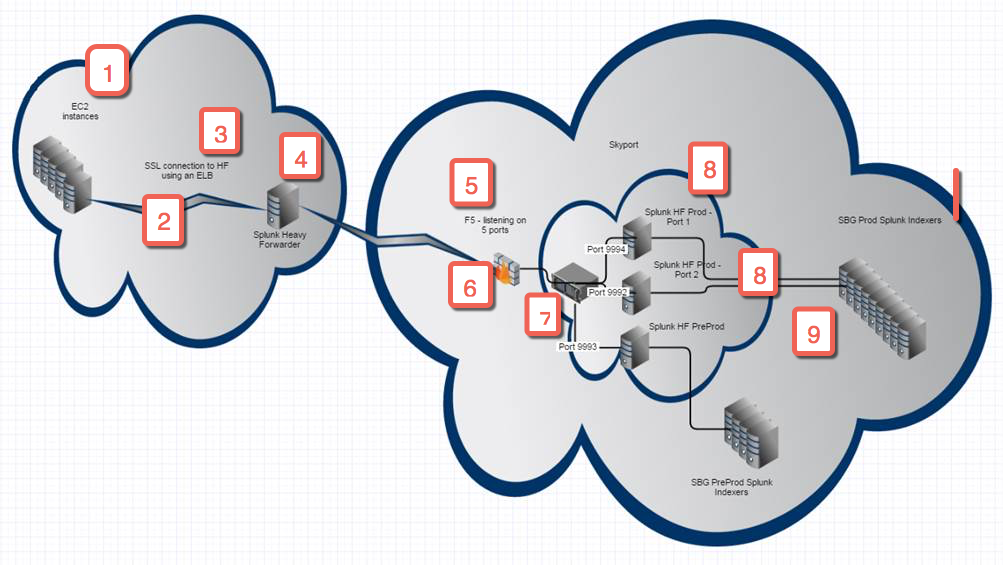 1
EC2
instances
3
SSL connection to HF
using an ELB
4
2
Splunk Heavy
Forwarder
Skyport
5
F5 - listening on
5 ports
6
7
8
Splunk HF Prod -
Port 1
Port 9994
Splunk HF Prod -
Port 2
8
Port 9992
Splunk HF PreProd
Port 9993
SBG Prod Splunk Indexers
9
SBG PreProd Splunk
Indexers